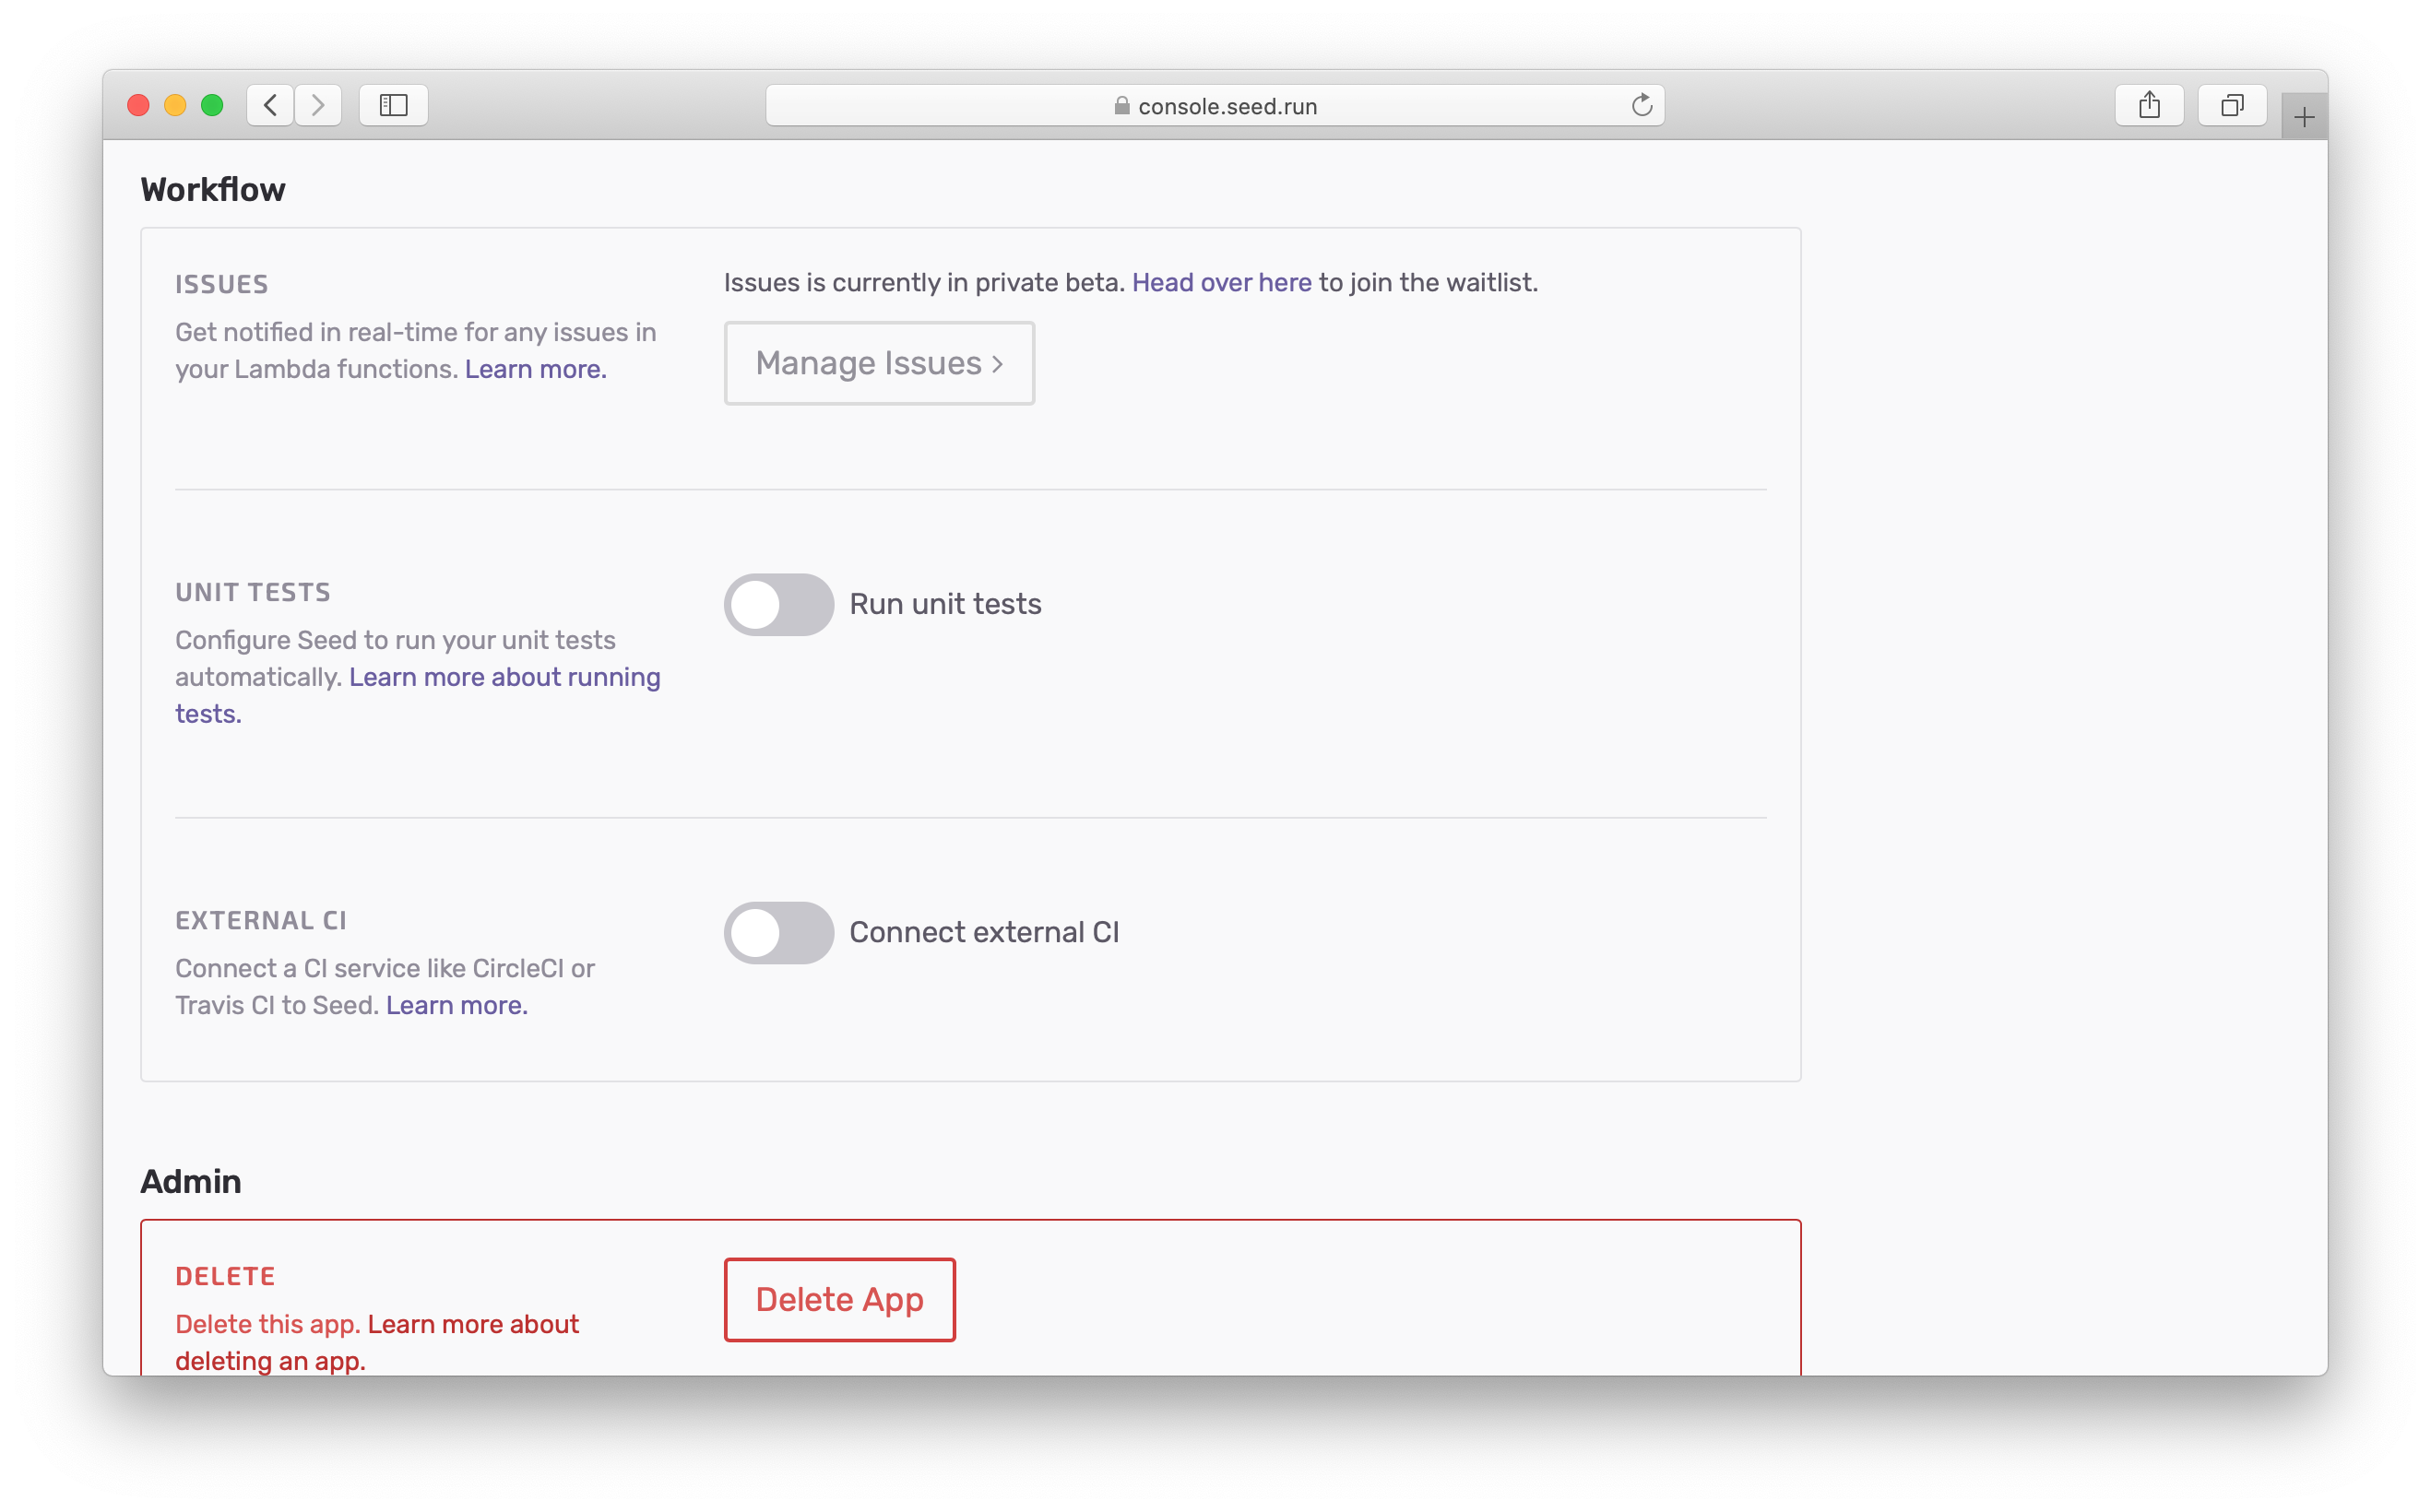 console.seed.run
Workflow
ISSUES
Get notified in real-time for any issues in
your Lambda functions. Learn more.
Issues is currently in private beta. Head over here to join the waitlist.
Manage Issues >
UNIT TESTS
Configure Seed to run your unit tests
automatically. Learn more about running
tests.
Run unit tests
EXTERNAL CI
Connect a CI service like CircleCI or
Travis CI to Seed. Learn more.
Connect external CI
Admin
DELETE
Delete this app. Learn more about
deleting an app.
Delete App